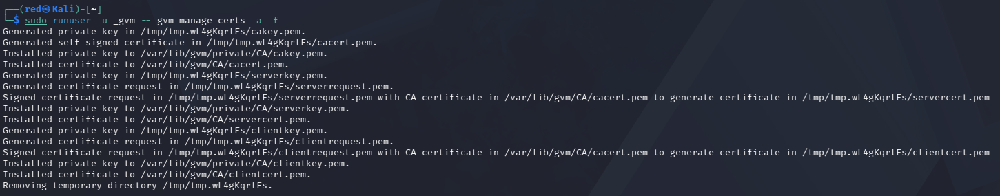 ┌──(red㉿Kali)-[~]
└─$ sudo runuser -u _gvm -- gvm-manage-certs -a -f
Generated private key in /tmp/tmp.wL4gKqrlFs/cakey.pem.
Generated self signed certificate in /tmp/tmp.wL4gKqrlFs/cacert.pem.
Installed private key to /var/lib/gvm/private/CA/cakey.pem.
Installed certificate to /var/lib/gvm/CA/cacert.pem.
Generated private key in /tmp/tmp.wL4gKqrlFs/serverkey.pem.
Generated certificate request in /tmp/tmp.wL4gKqrlFs/serverrequest.pem.
Signed certificate request in /tmp/tmp.wL4gKqrlFs/serverrequest.pem with CA certificate in /var/lib/gvm/CA/cacert.pem to generate certificate in /tmp/tmp.wL4gKqrlFs/servercert.pem
Installed private key to /var/lib/gvm/private/CA/serverkey.pem.
Installed certificate to /var/lib/gvm/CA/servercert.pem.
Generated private key in /tmp/tmp.wL4gKqrlFs/clientkey.pem.
Generated certificate request in /tmp/tmp.wL4gKqrlFs/clientrequest.pem.
Signed certificate request in /tmp/tmp.wL4gKqrlFs/clientrequest.pem with CA certificate in /var/lib/gvm/CA/cacert.pem to generate certificate in /tmp/tmp.wL4gKqrlFs/clientcert.pem
Installed private key to /var/lib/gvm/private/CA/clientkey.pem.
Installed certificate to /var/lib/gvm/CA/clientcert.pem.
Removing temporary directory /tmp/tmp.wL4gKqrlFs.